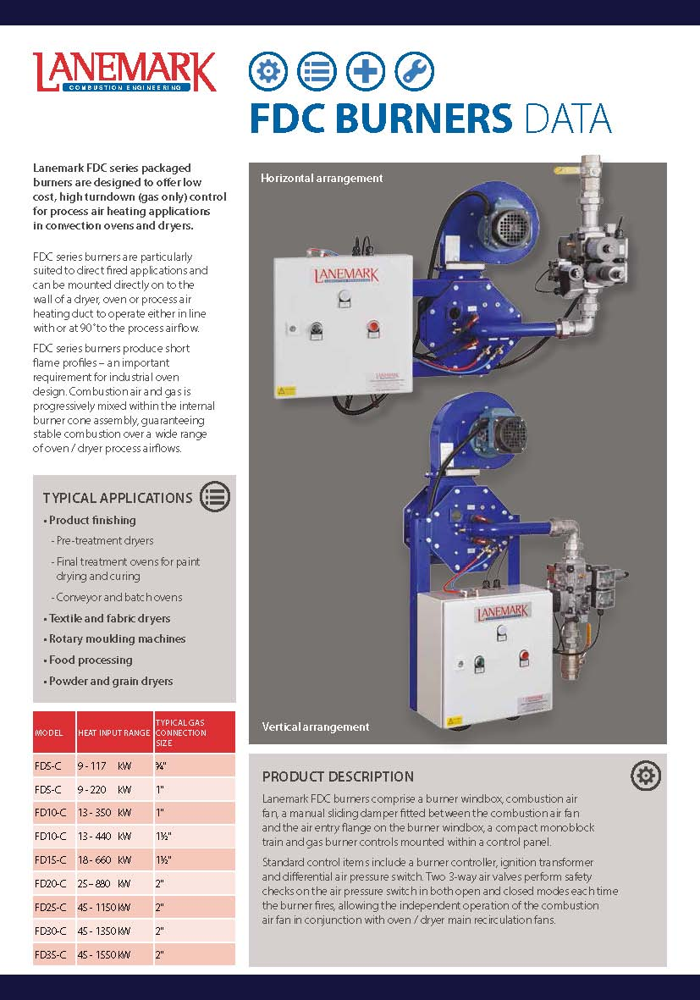 LANEMARK
COMBUSTION ENGINEERING
FDC BURNERS DATA
Lanemark FDC series packaged
burners are designed to offer low
cost, high turndown (gas only) control
for process air heating applications
in convection ovens and dryers.
FDC series burners are particularly
suited to direct fired applications and
can be mounted directly on to the
wall of a dryer, oven or process air
heating duct to operate either in line
with or at 90˚to the process airflow.
FDC series burners produce short
flame profiles – an important
requirement for industrial oven
design. Combustion air and gas is
progressively mixed within the internal
burner cone assembly, guaranteeing
stable combustion over a wide range
of oven / dryer process airflows.
TYPICAL APPLICATIONS
• Product finishing
- Pre-treatment dryers
- Final treatment ovens for paint
drying and curing
- Conveyor and batch ovens
• Textile and fabric dryers
• Rotary moulding machines
• Food processing
• Powder and grain dryers
MODEL HEAT INPUT RANGE TYPICAL GAS CONNECTION SIZE
FD5-C 9 - 117 kW ¾"
FD5-C 9 - 220 kW 1"
FD10-C 13 - 350 kW 1"
FD10-C 13 - 440 kW 1½"
FD15-C 18 - 660 kW 1½"
FD20-C 25 – 880 kW 2"
FD25-C 45 - 1150 kW 2"
FD30-C 45 - 1350 kW 2"
FD35-C 45 - 1550 kW 2"
Horizontal arrangement
LANEMARK
LANEMARK
LANEMARK
Vertical arrangement
PRODUCT DESCRIPTION
Lanemark FDC burners comprise a burner windbox, combustion air
fan, a manual sliding damper fitted between the combustion air fan
and the air entry flange on the burner windbox, a compact monoblock
train and gas burner controls mounted within a control panel.
Standard control items include a burner controller, ignition transformer
and differential air pressure switch. Two 3-way air valves perform safety
checks on the air pressure switch in both open and closed modes each time
the burner fires, allowing the independent operation of the combustion
air fan in conjunction with oven / dryer main recirculation fans.